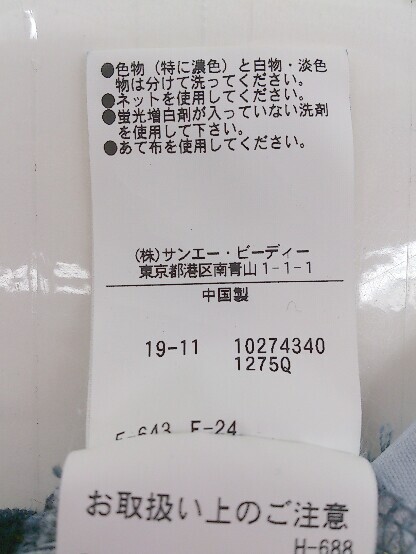 ●色物（特に濃色）と白物・淡色
物は分けて洗ってください。
●ネットを使用してください。
●蛍光増白剤が入っていない洗剤
を使用して下さい。
●あて布を使用してください。
(株)サンエー・ビーディー
東京都港区南青山1-1-1
中国製
19-11 10274340
1275Q
F-643 F-24
お取扱い上のご注意
H-688